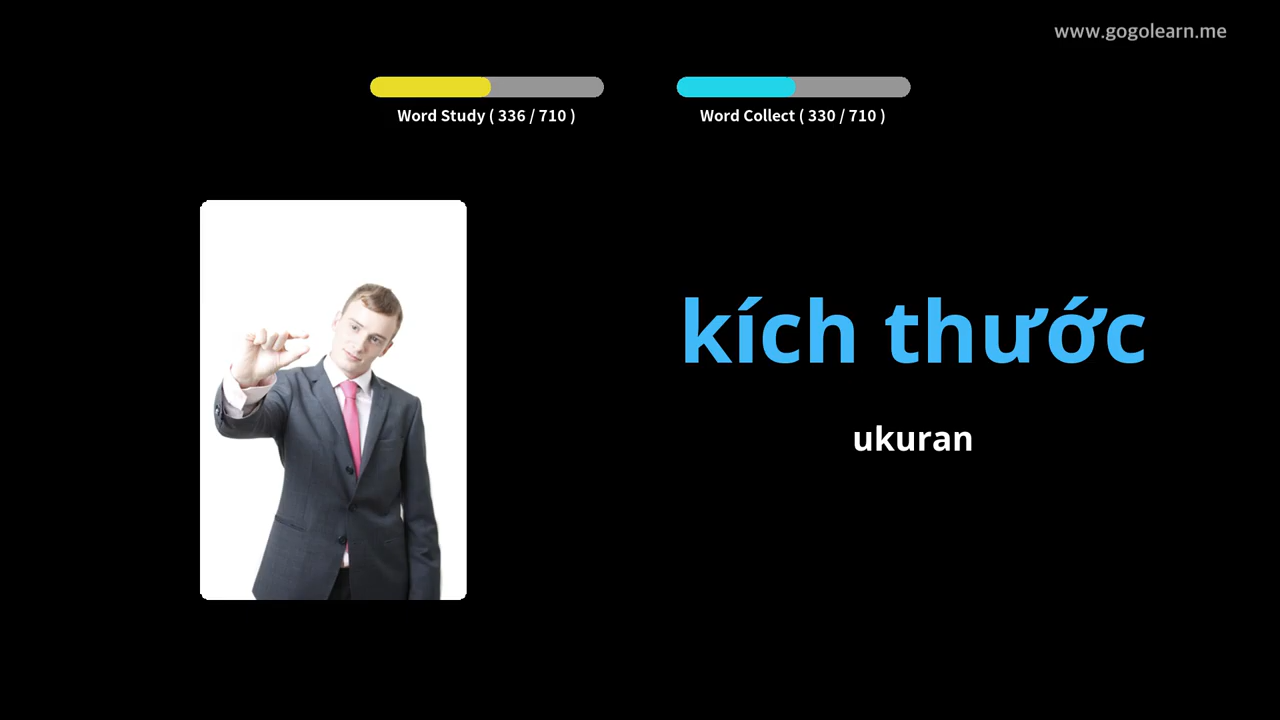 www.gogolearn.me
Word Study ( 336 / 710 )
Word Collect ( 330 / 710 )
kích thước
ukuran